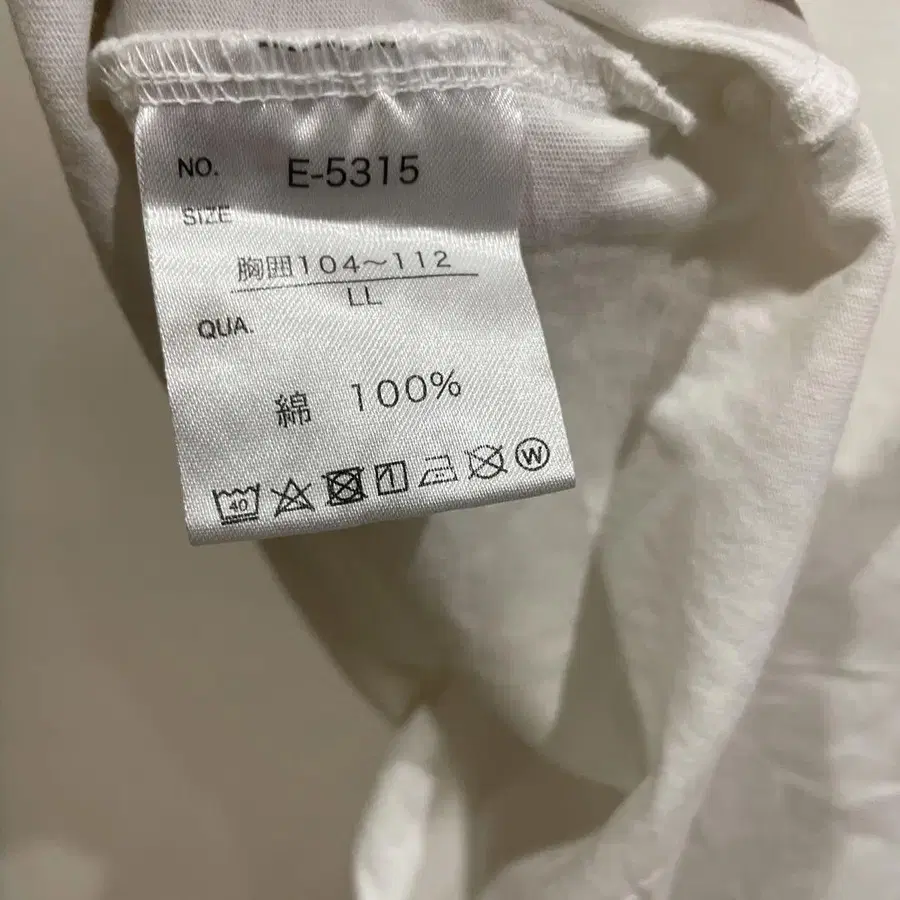 NO. E-5315
SIZE
胸囲104～112
LL
QUA.
綿 100%
40
W